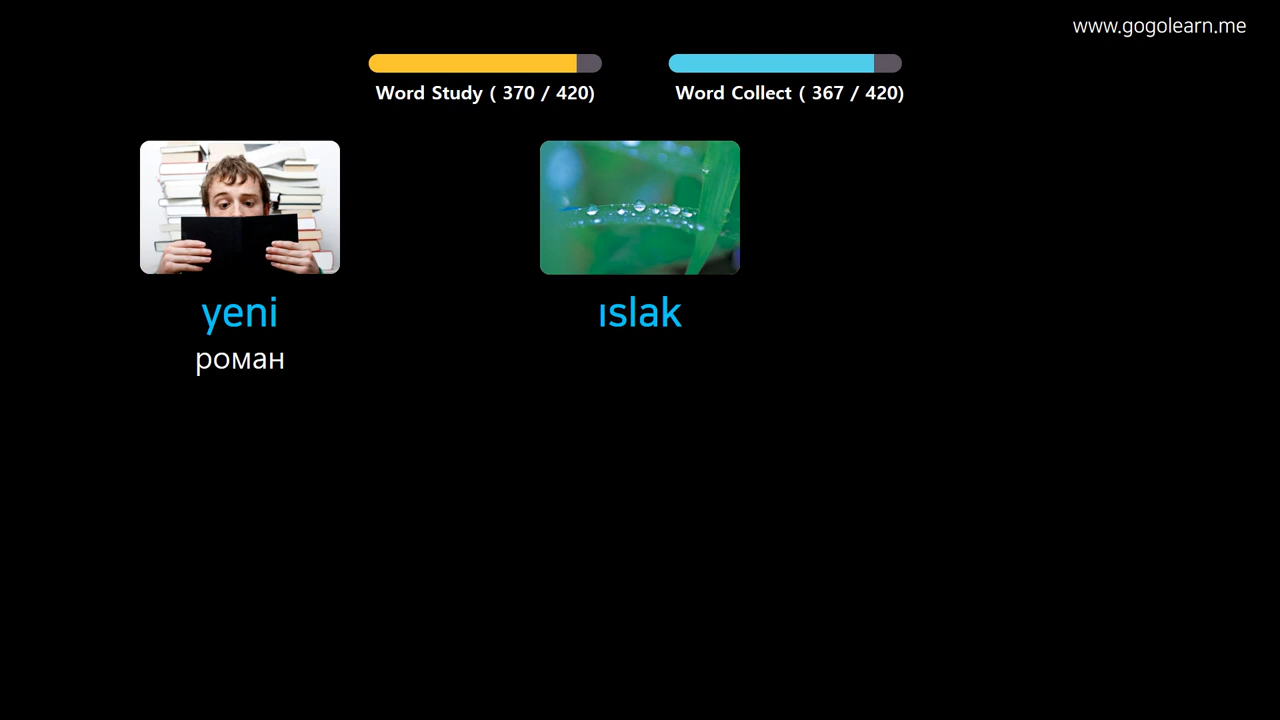 www.gogolearn.me
Word Study ( 370 / 420)
Word Collect ( 367 / 420)
yeni
роман
ıslak